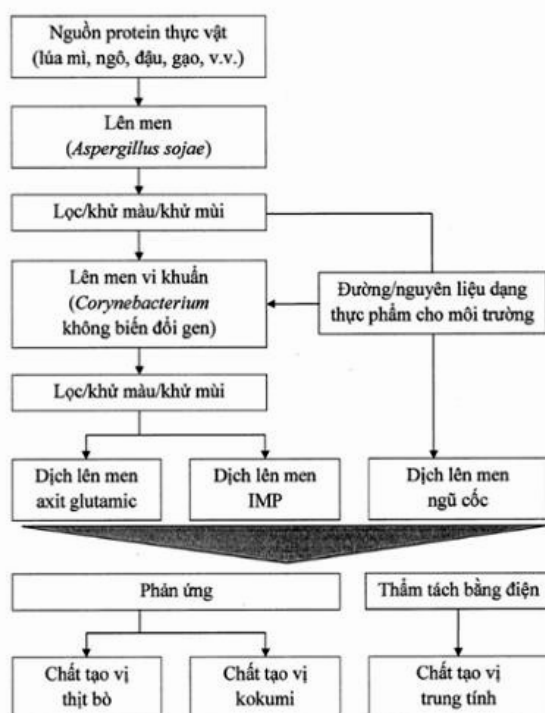 Nguồn protein thực vật
(lúa mì, ngô, đậu, gạo, v.v.)
Lên men
(Aspergillus sojae)
Lọc/khử màu/khử mùi
Lên men vi khuẩn
(Corynebacterium
không biến đổi gen)
Đường/nguyên liệu dạng
thực phẩm cho môi trường
Lọc/khử màu/khử mùi
Dịch lên men
axit glutamic
Dịch lên men
IMP
Dịch lên men
ngũ cốc
Phản ứng
Thẩm tách bằng điện
Chất tạo vị
thịt bò
Chất tạo vị
kokumi
Chất tạo vị
trung tính